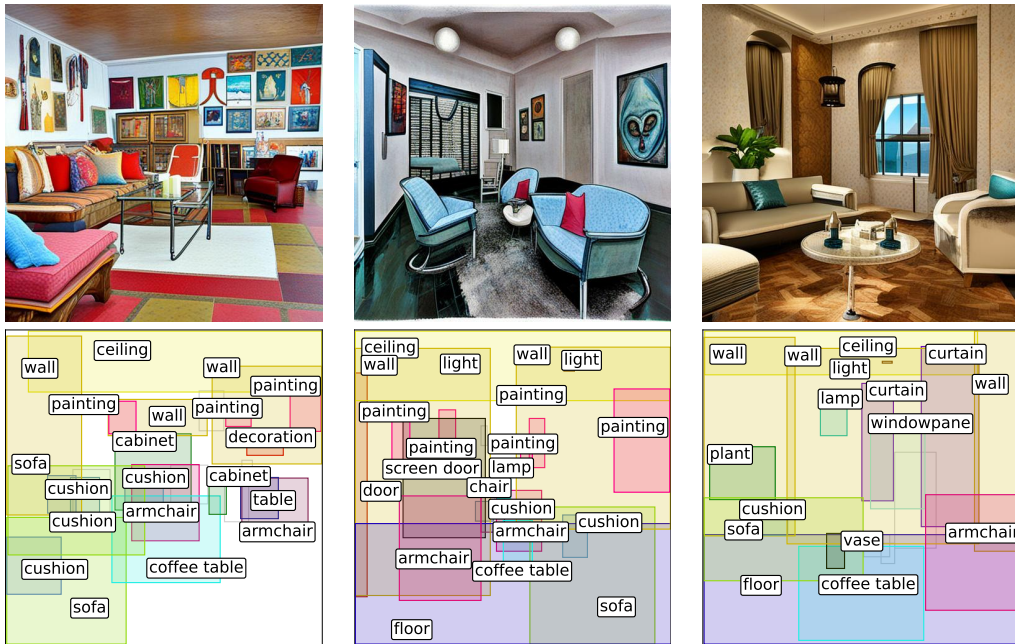 ceiling
wall
painting
painting
painting
wall
decoration
cabinet
sofa
cushion
cabinet
cushion
table
armchair
cushion
armchair
cushion
coffee table
sofa
ceiling
wall
light
wall
light
painting
painting
painting
painting
painting
screen door
lamp
door
chair
cushion
cushion
armchair
armchair
coffee table
sofa
floor
ceiling
wall
wall
curtain
light
wall
curtain
lamp
windowpane
plant
cushion
sofa
armchair
vase
floor
coffee table